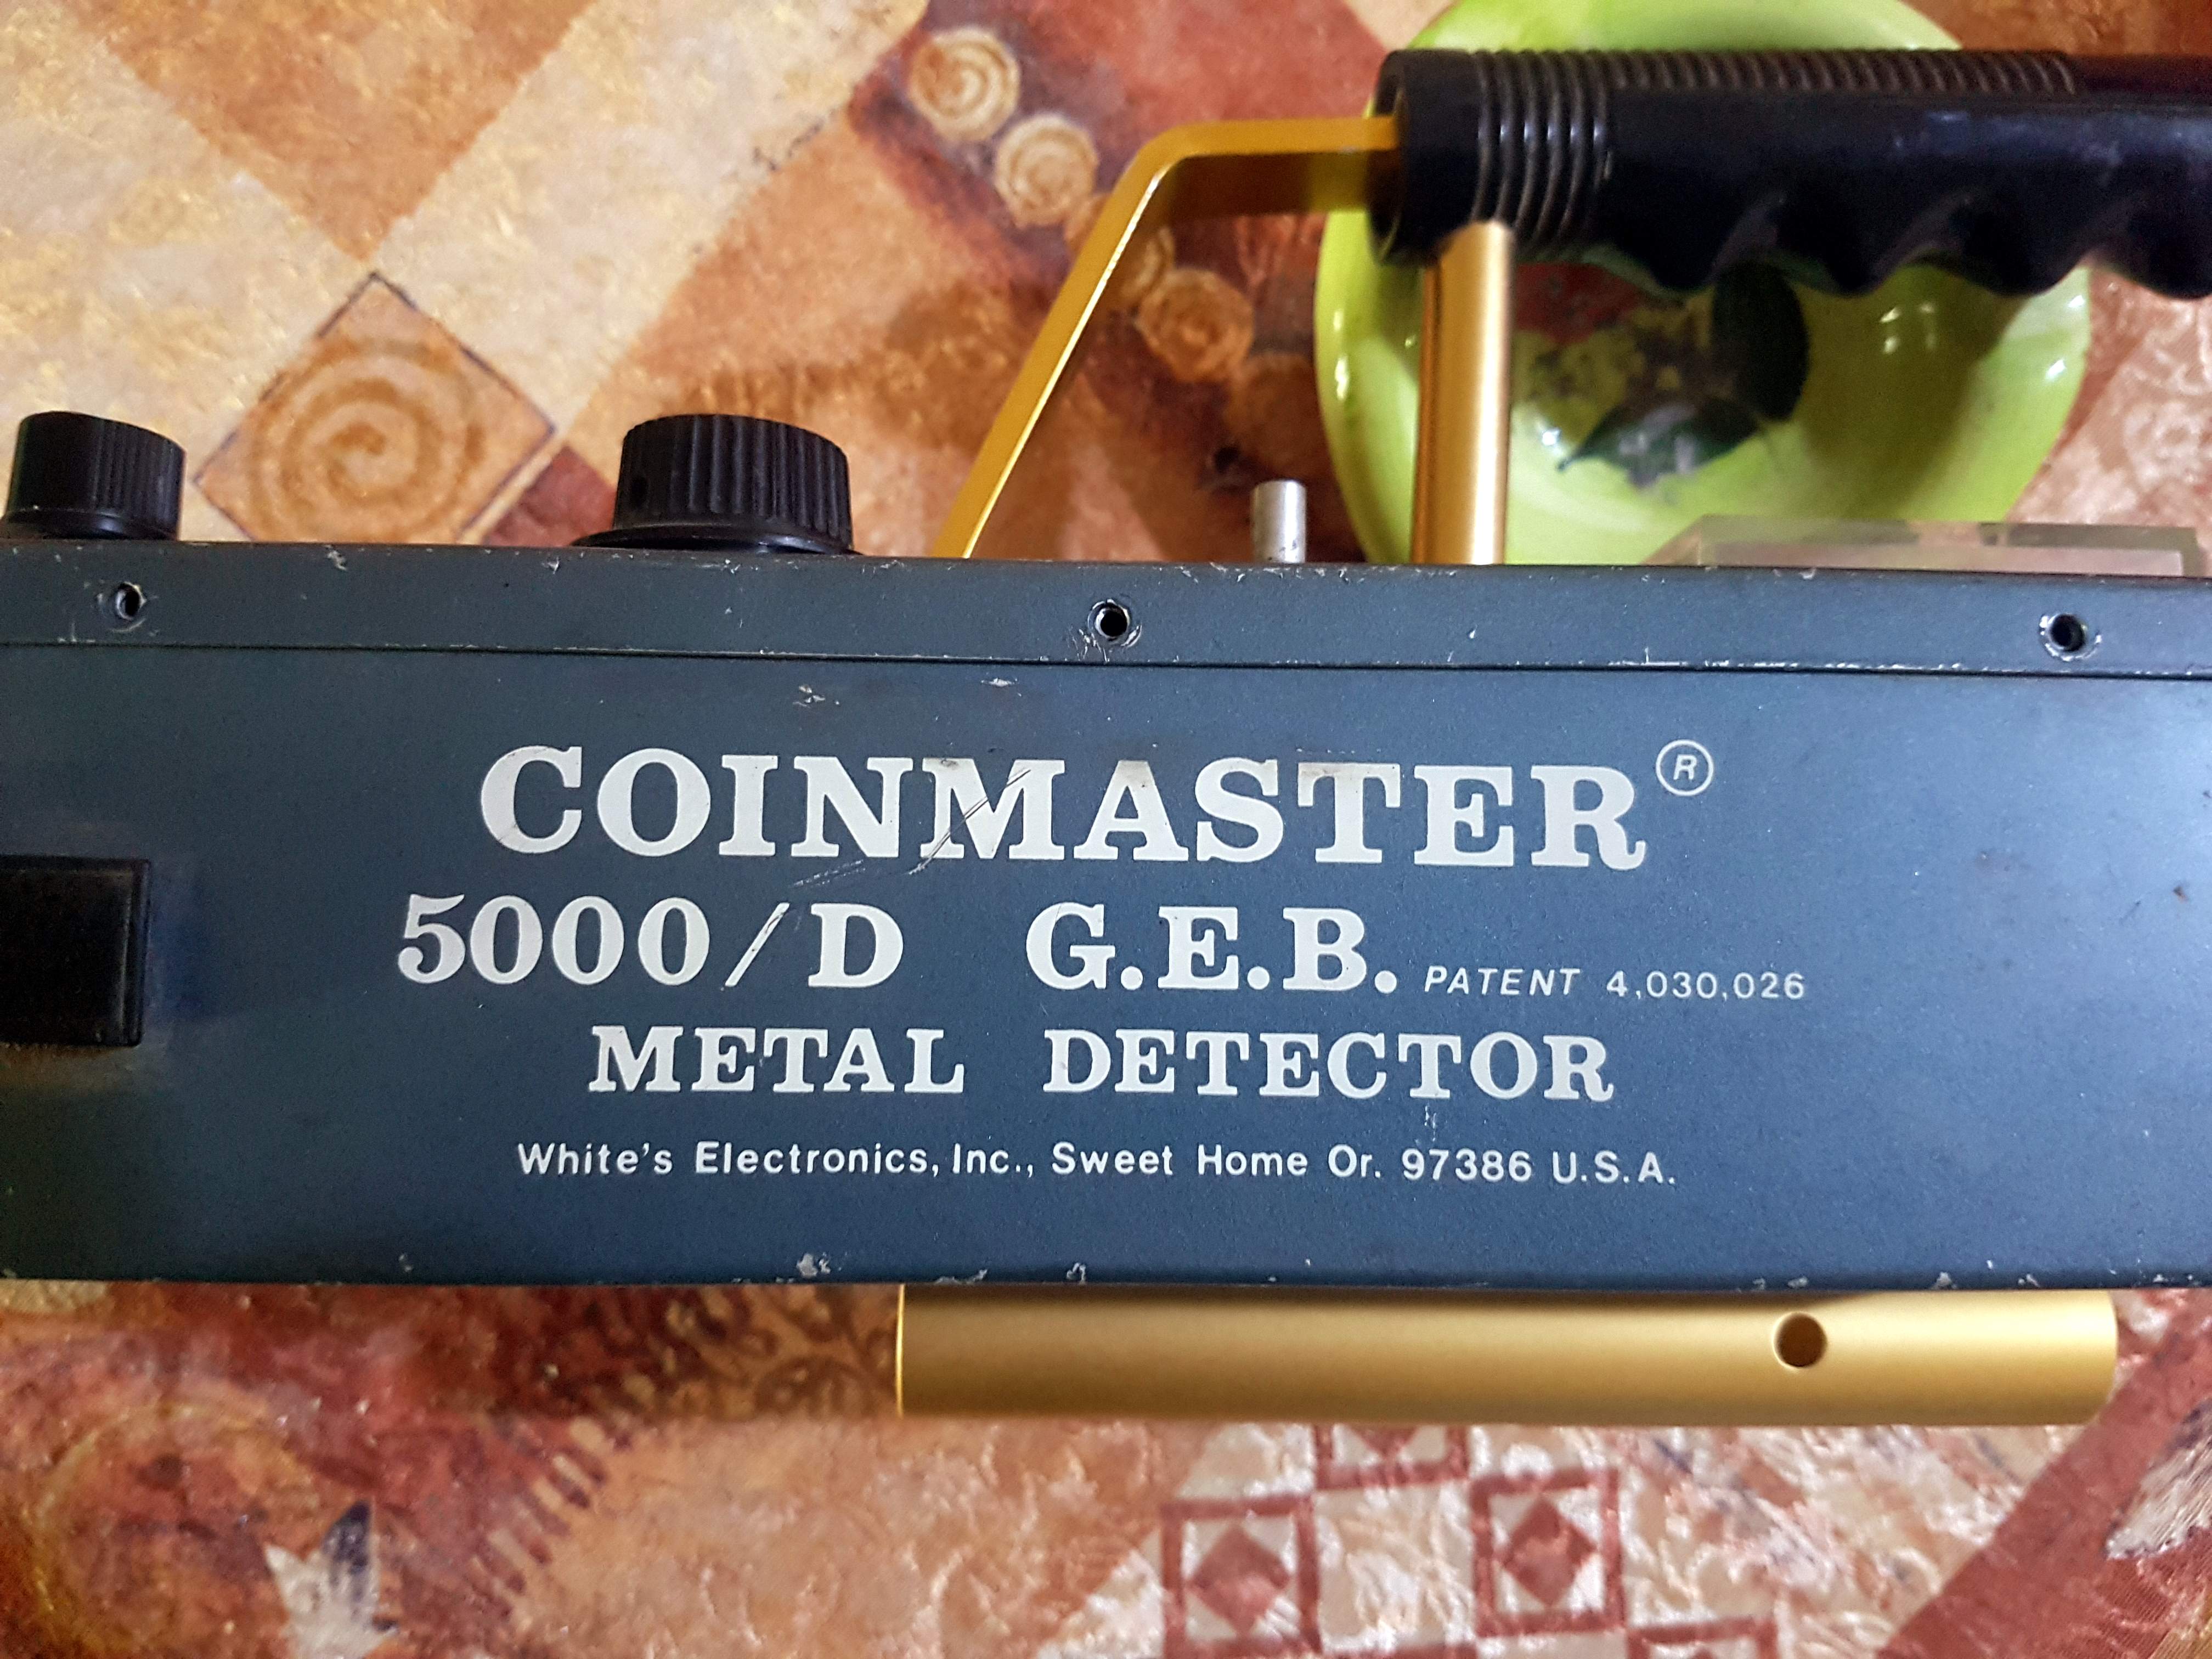 COINMASTER®
5000/D G.E.B. PATENT 4,030,026
METAL DETECTOR
White's Electronics, Inc., Sweet Home Or. 97386 U.S.A.